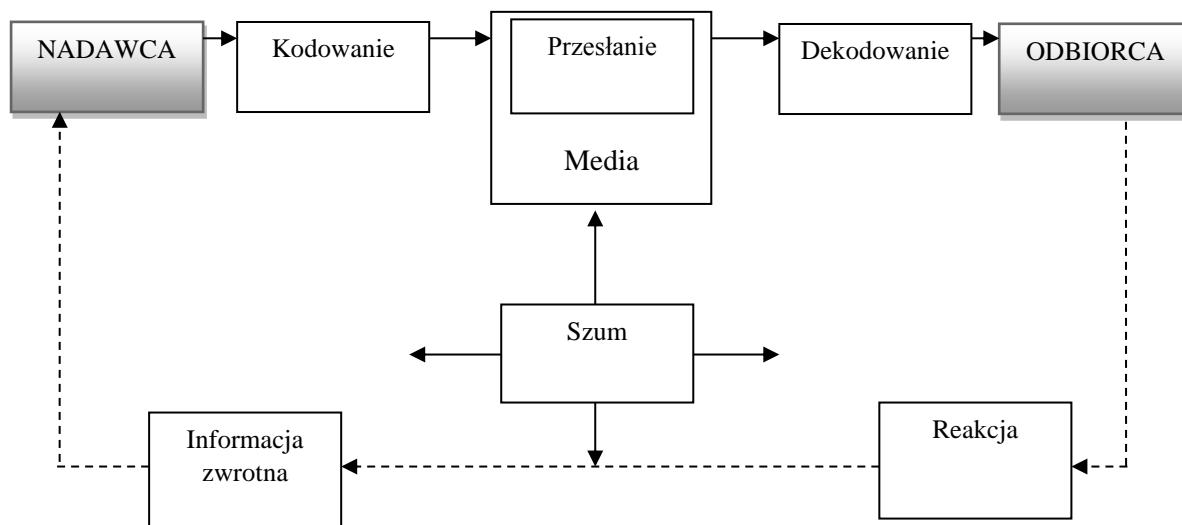 NADAWCA
Kodowanie
Przesłanie
Media
Dekodowanie
ODBIORCA
Szum
Informacja
zwrotna
Reakcja